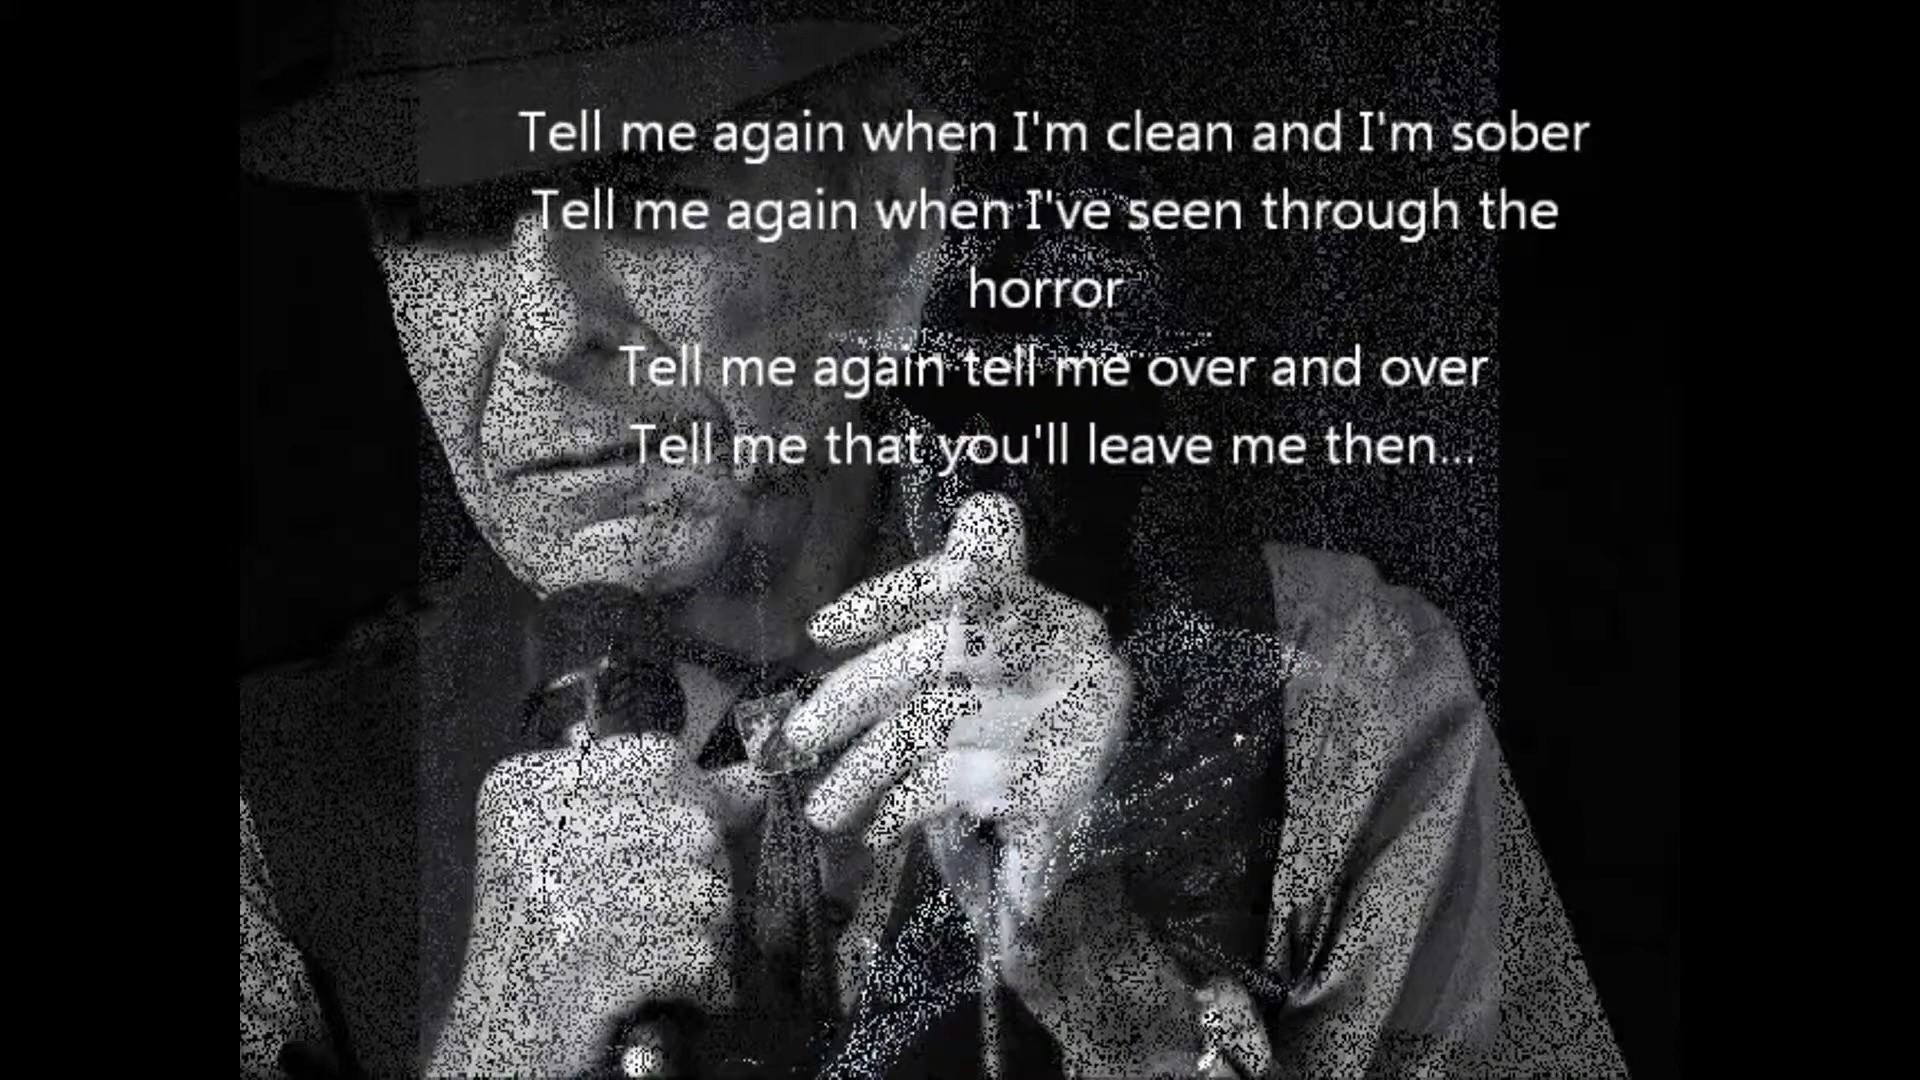 Tell me again when I'm clean and I'm sober
Tell me again when I've seen through the
horror
Tell me again tell me over and over
Tell me that you'll leave me then...